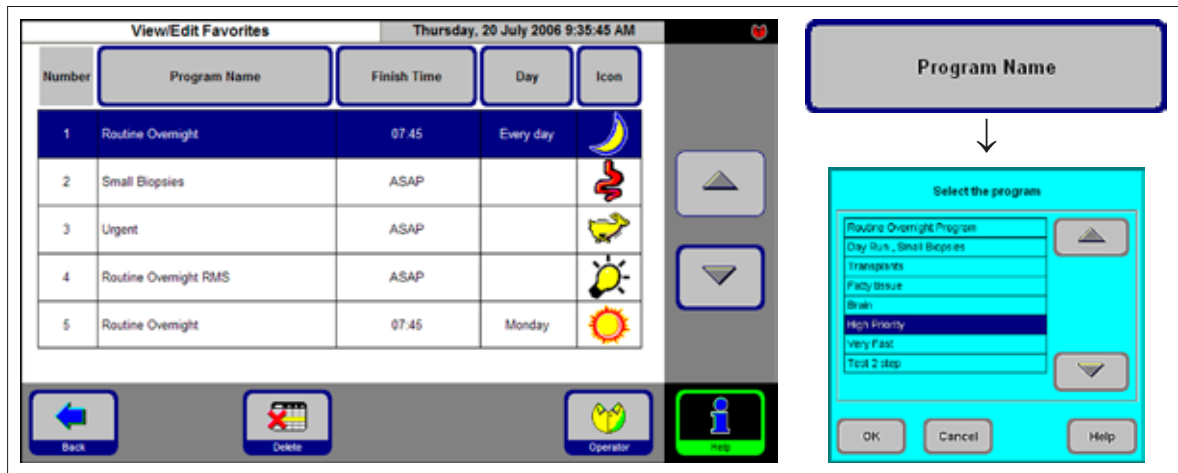 View/Edit Favorites Thursday, 20 July 2006 9:35:45 AM
Number Program Name Finish Time Day Icon
1 Routine Overnight 07:45 Every day
2 Small Biopsies ASAP
3 Urgent ASAP
4 Routine Overnight RMS ASAP
5 Routine Overnight 07:45 Monday
Back Delete Operator Help
Program Name
Select the program
Routine Overnight Program
Day Run , Small Biopsies
Transplants
Fatty tissue
Brain
High Priority
Very Fast
Test 2 step
OK Cancel Help